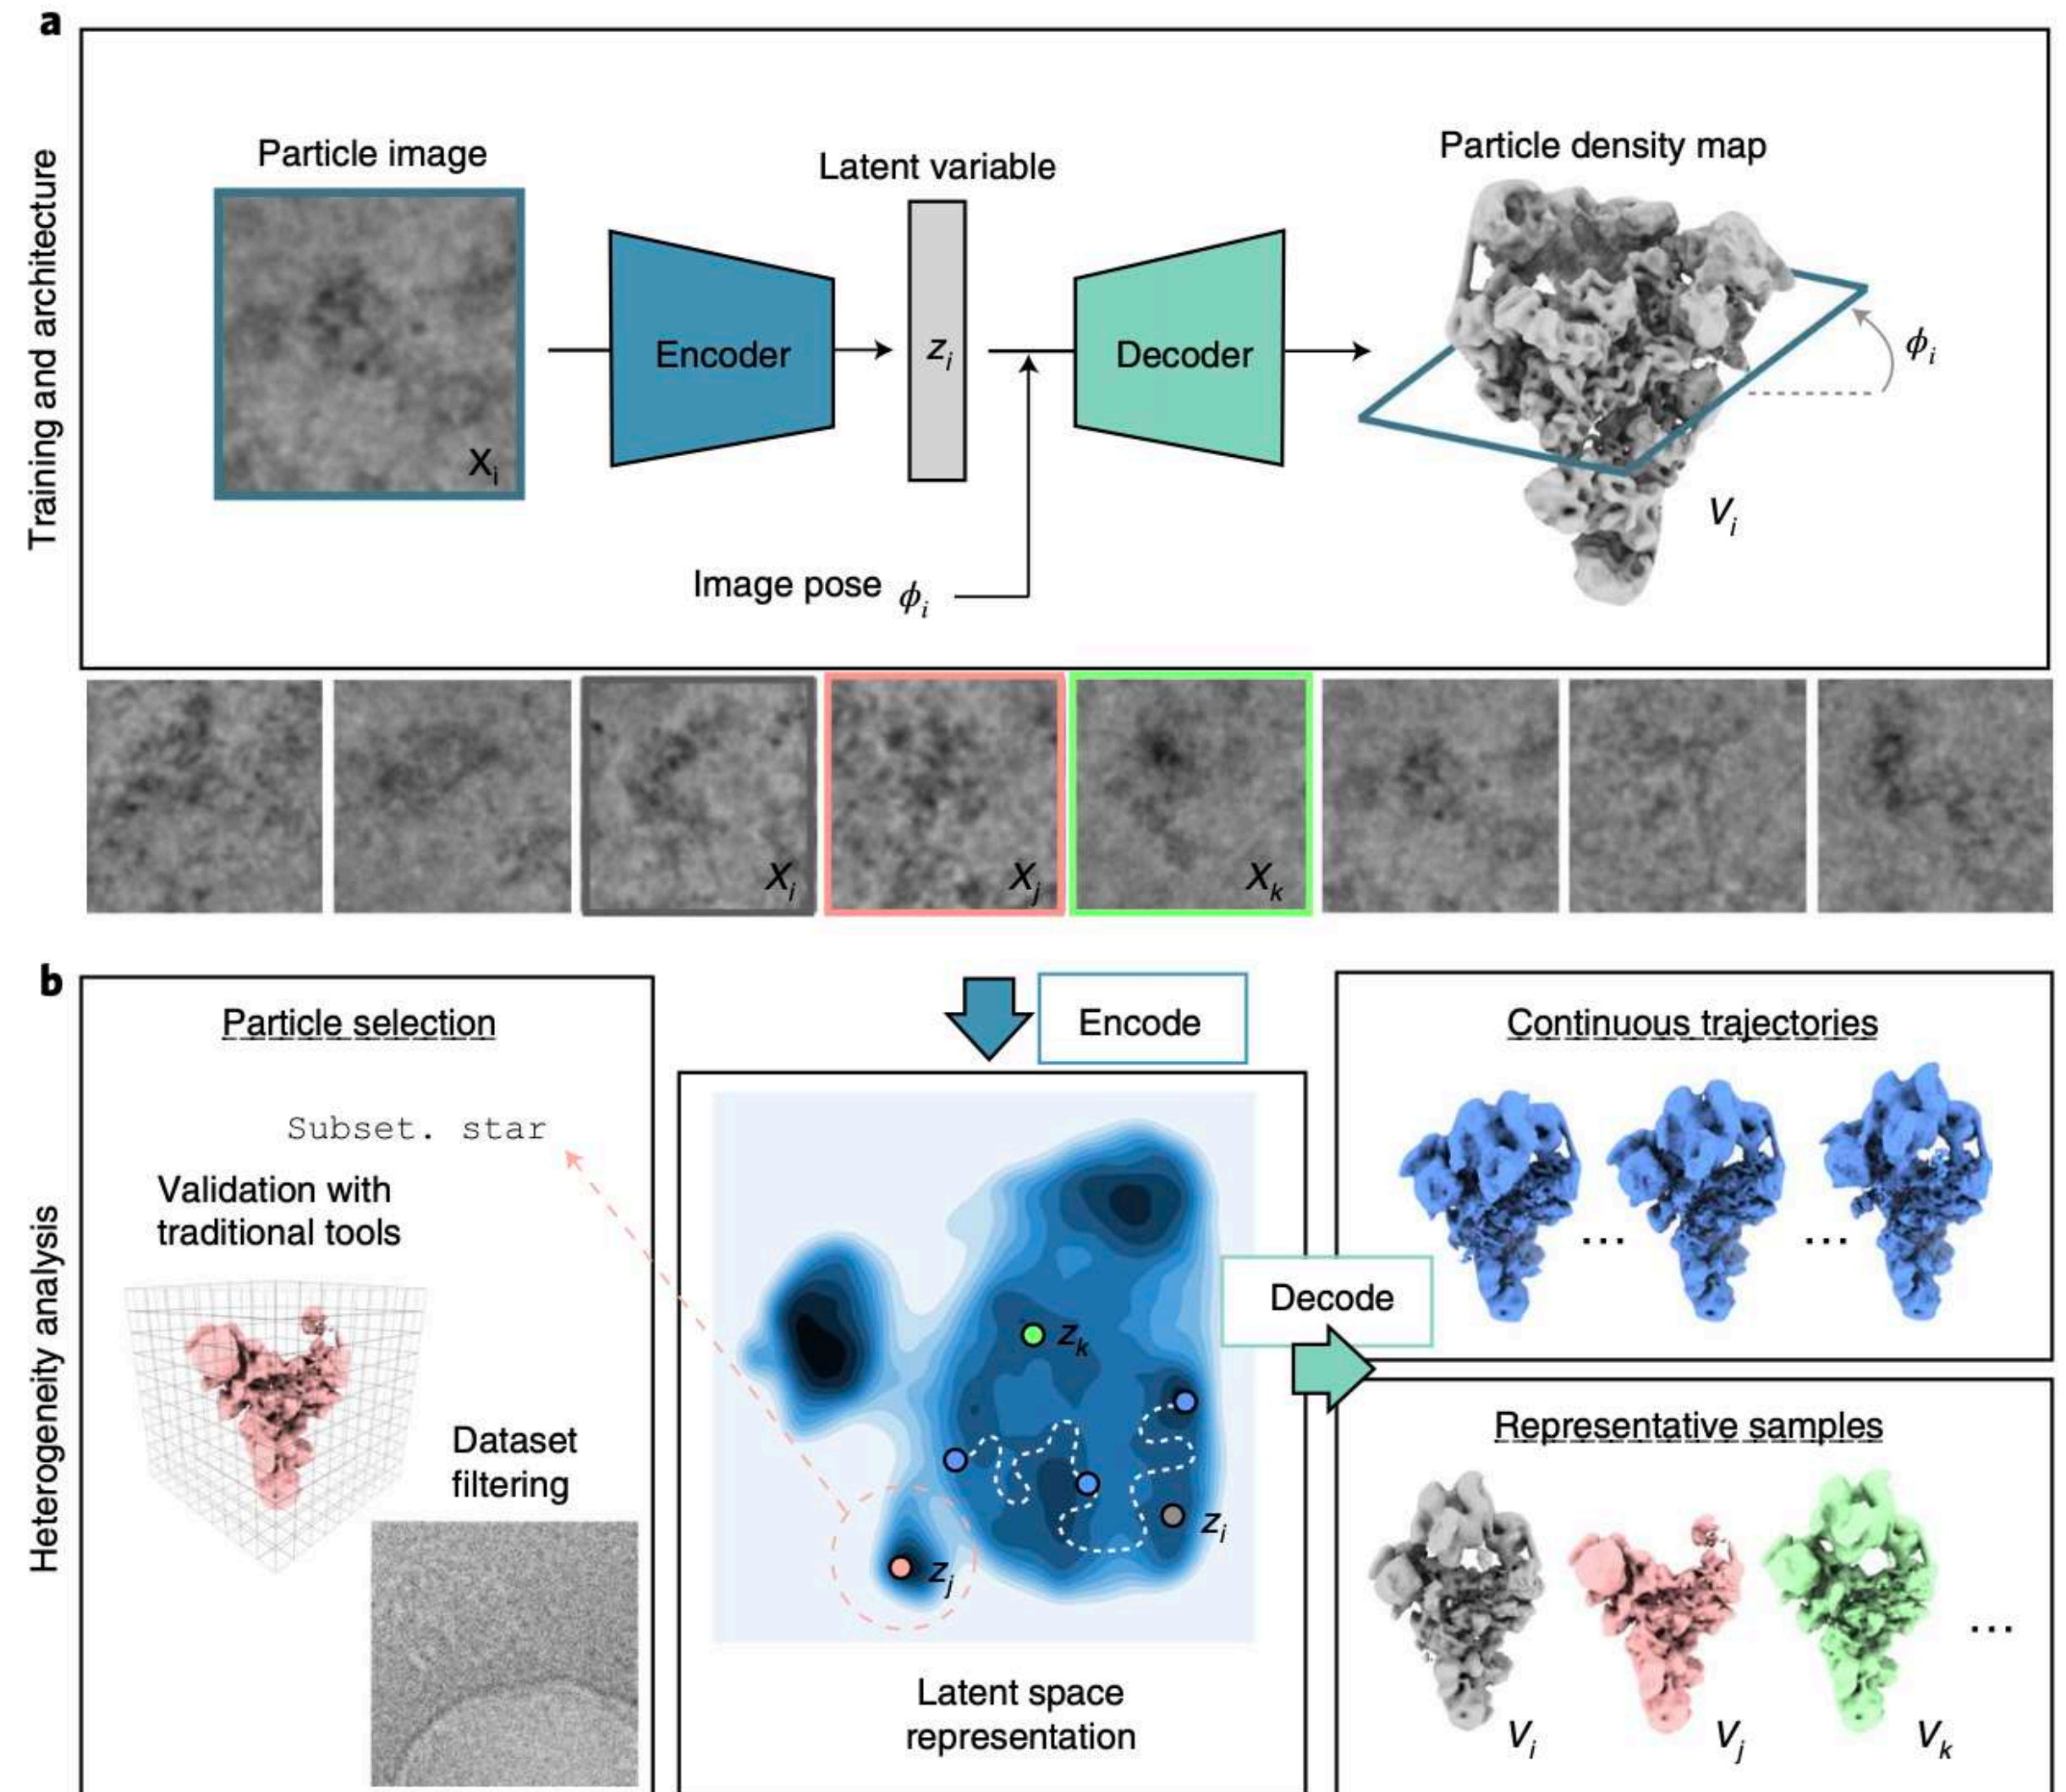 a
Training and architecture
Particle image
X_i
Encoder
Latent variable
z_i
Image pose ϕ_i
Decoder
Particle density map
ϕ_i
V_i
X_i
X_j
X_k
b
Heterogeneity analysis
Particle selection
Subset. star
Validation with
traditional tools
Dataset
filtering
Encode
z_k
z_i
z_j
Latent space
representation
Decode
Continuous trajectories
... ...
Representative samples
...
V_i
V_j
V_k